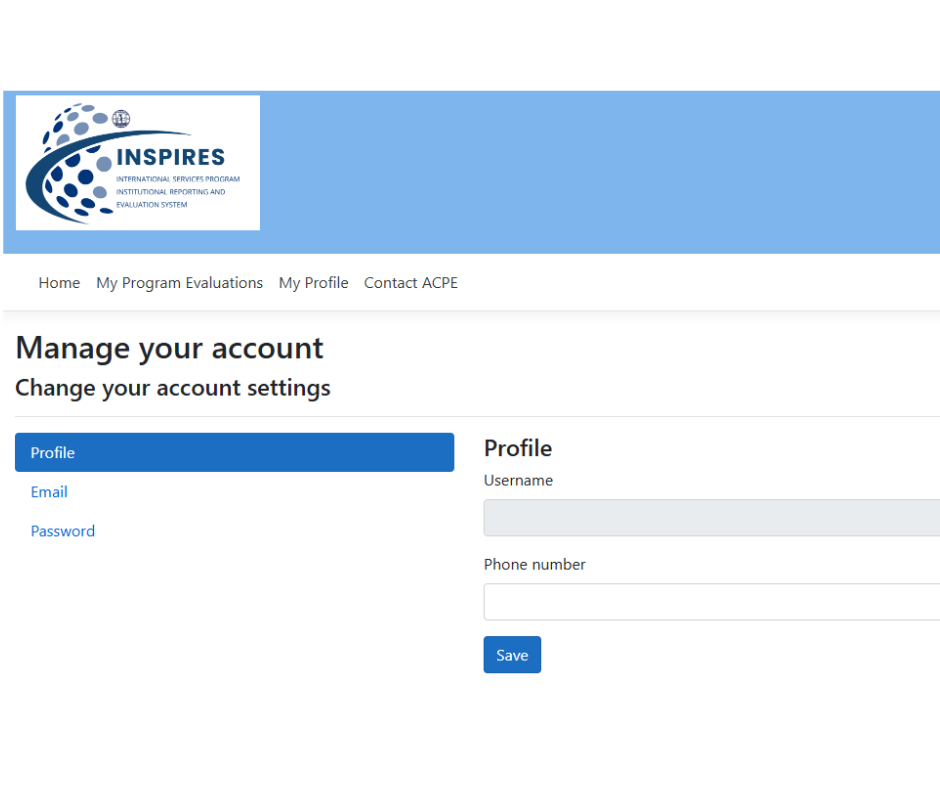 INSPIRES
INTERNATIONAL SERVICES PROGRAM
INSTITUTIONAL REPORTING AND
EVALUATION SYSTEM
Home My Program Evaluations My Profile Contact ACPE
Manage your account
Change your account settings
Profile
Email
Password
Profile
Username
Phone number
Save